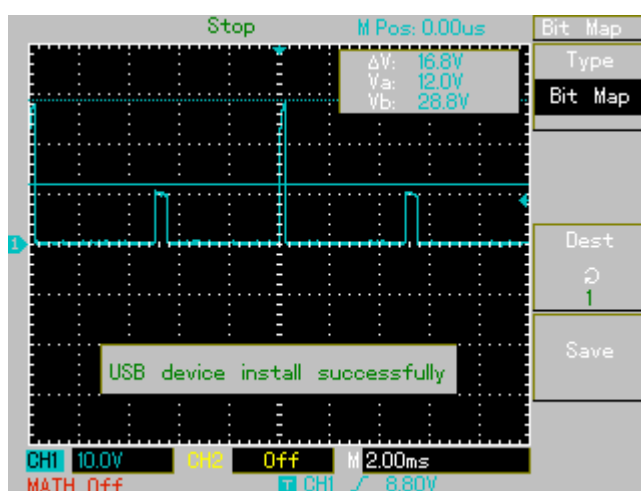 Stop M Pos: 0.00us Bit Map
Type
Bit Map
ΔV: 16.8V
Va: 12.0V
Vb: 28.8V
1
Dest
1
Save
USB device install successfully
CH1 10.0V CH2 Off M 2.00ms
MATH Off T CH1 8.80V